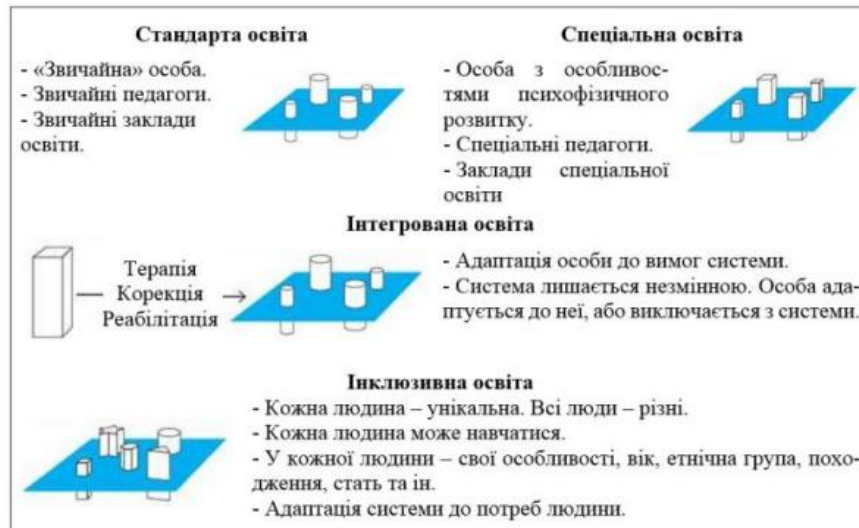 Стандарта освіта
- «Звичайна» особа.
- Звичайні педагоги.
- Звичайні заклади
освіти.
Спеціальна освіта
- Особа з особливос-
тями психофізичного
розвитку.
- Спеціальні педагоги.
- Заклади спеціальної
освіти
Інтегрована освіта
Терапія
Корекція
Реабілітація
- Адаптація особи до вимог системи.
- Система лишається незмінною. Особа ада-
птується до неї, або виключається з системи.
Інклюзивна освіта
- Кожна людина – унікальна. Всі люди – різні.
- Кожна людина може навчатися.
- У кожної людини – свої особливості, вік, етнічна група, похо-
дження, стать та ін.
- Адаптація системи до потреб людини.